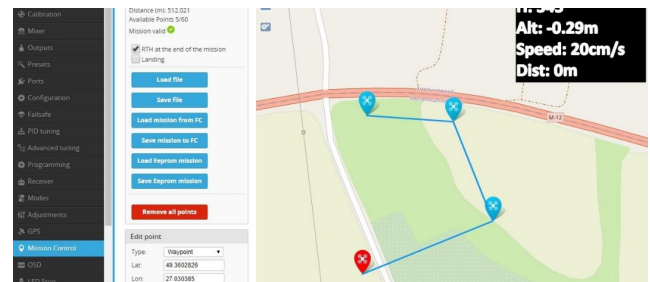 Calibration
Mixer
Outputs
Presets
Ports
Configuration
Failsafe
PID tuning
Advanced tuning
Programming
Receiver
Modes
Adjustments
GPS
Mission Control
OSD
LED Strip
Distance (m): 512.021
Available Points 5/60
Mission valid
RTH at the end of the mission
Landing
Load file
Save file
Load mission from FC
Save mission to FC
Load Eeprom mission
Save Eeprom mission
Remove all points
Edit point
Type: Waypoint
Lat: 49.3602826
Lon: 27.030385
M-12
Alt: -0.29m
Speed: 20cm/s
Dist: 0m